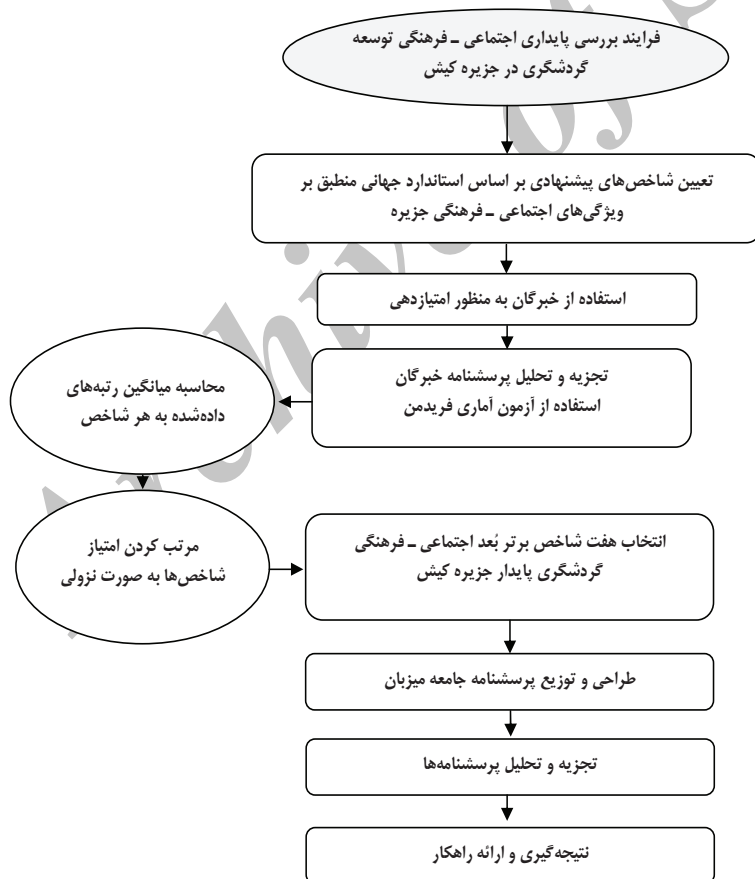 فرایند بررسی پایداری اجتماعی ـ فرهنگی توسعه
گردشگری در جزیره کیش
تعیین شاخص‌های پیشنهادی بر اساس استاندارد جهانی منطبق بر
ویژگی‌های اجتماعی ـ فرهنگی جزیره
استفاده از خبرگان به منظور امتیازدهی
تجزیه و تحلیل پرسشنامه خبرگان
استفاده از آزمون آماری فریدمن
محاسبه میانگین رتبه‌های
داده‌شده به هر شاخص
مرتب کردن امتیاز
شاخص‌ها به صورت نزولی
انتخاب هفت شاخص برتر بُعد اجتماعی ـ فرهنگی
گردشگری پایدار جزیره کیش
طراحی و توزیع پرسشنامه جامعه میزبان
تجزیه و تحلیل پرسشنامه‌ها
نتیجه‌گیری و ارائه راهکار
Archive of